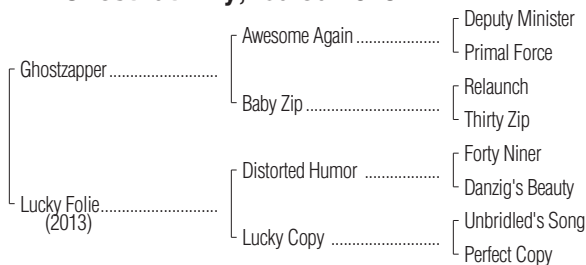 Deputy Minister
Awesome Again
Primal Force
Ghostzapper
Relaunch
Baby Zip
Thirty Zip
Forty Niner
Distorted Humor
Danzig's Beauty
Lucky Folie
(2013)
Unbridled's Song
Lucky Copy
Perfect Copy